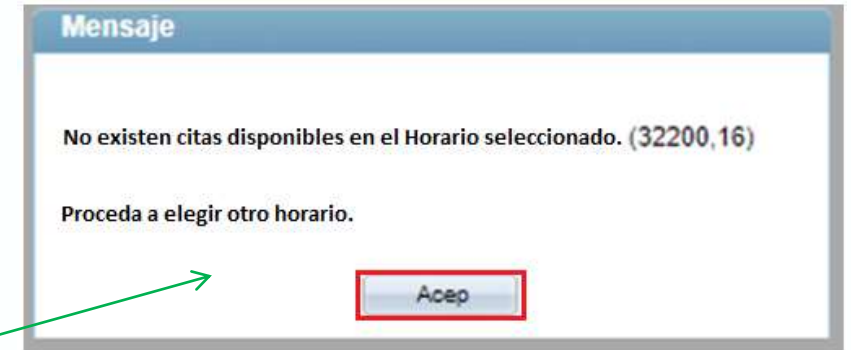 Mensaje
No existen citas disponibles en el Horario seleccionado. (32200,16)
Proceda a elegir otro horario.
Acep